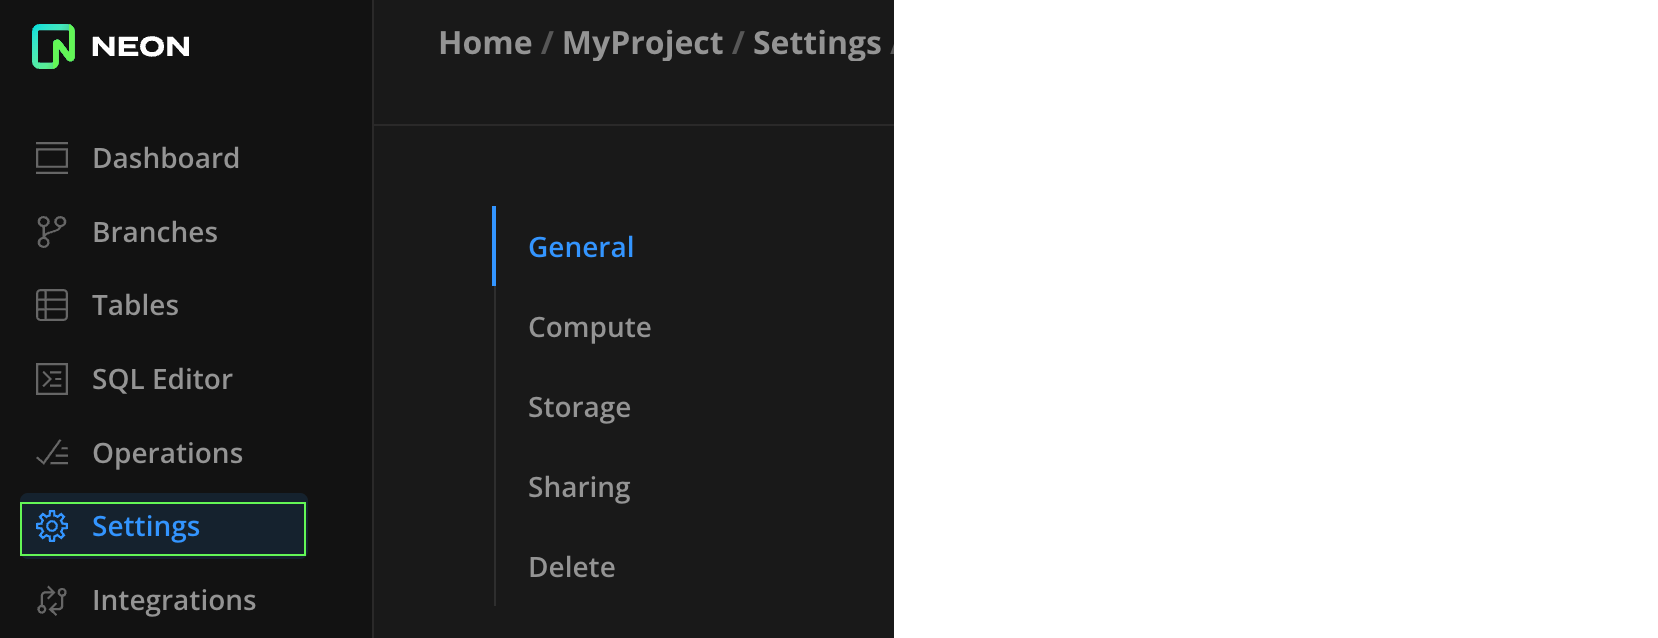 NEON
Home / MyProject / Settings /
Dashboard
Branches
Tables
SQL Editor
Operations
Settings
Integrations
General
Compute
Storage
Sharing
Delete